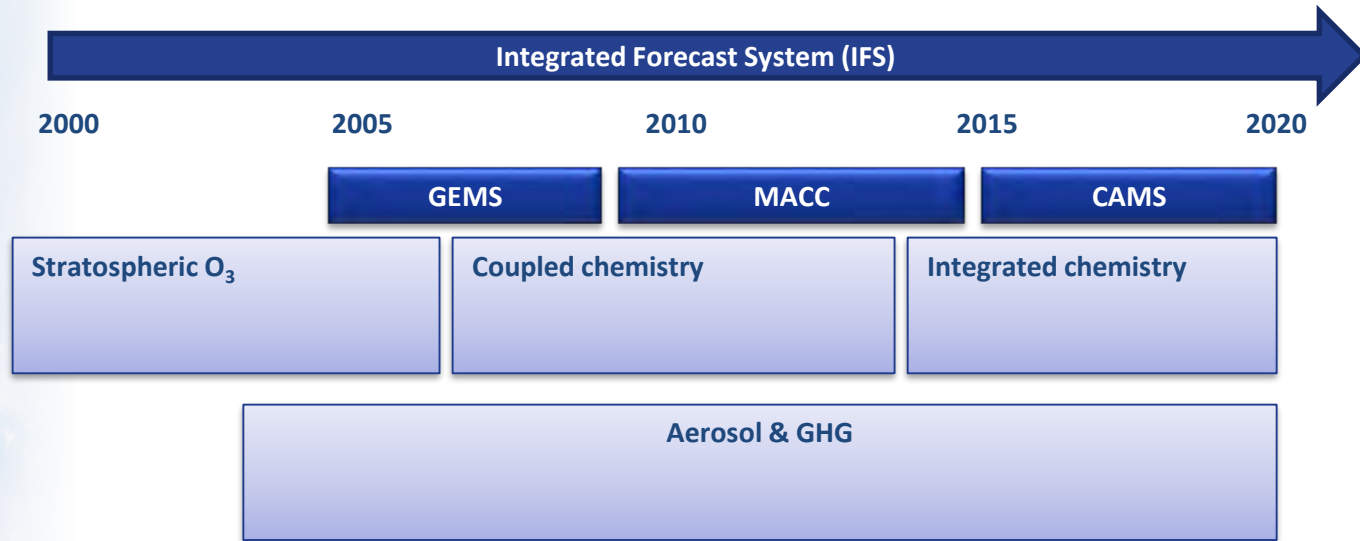 Integrated Forecast System (IFS)
2000 2005 2010 2015 2020
GEMS MACC CAMS
Stratospheric O₃ Coupled chemistry Integrated chemistry
Aerosol & GHG